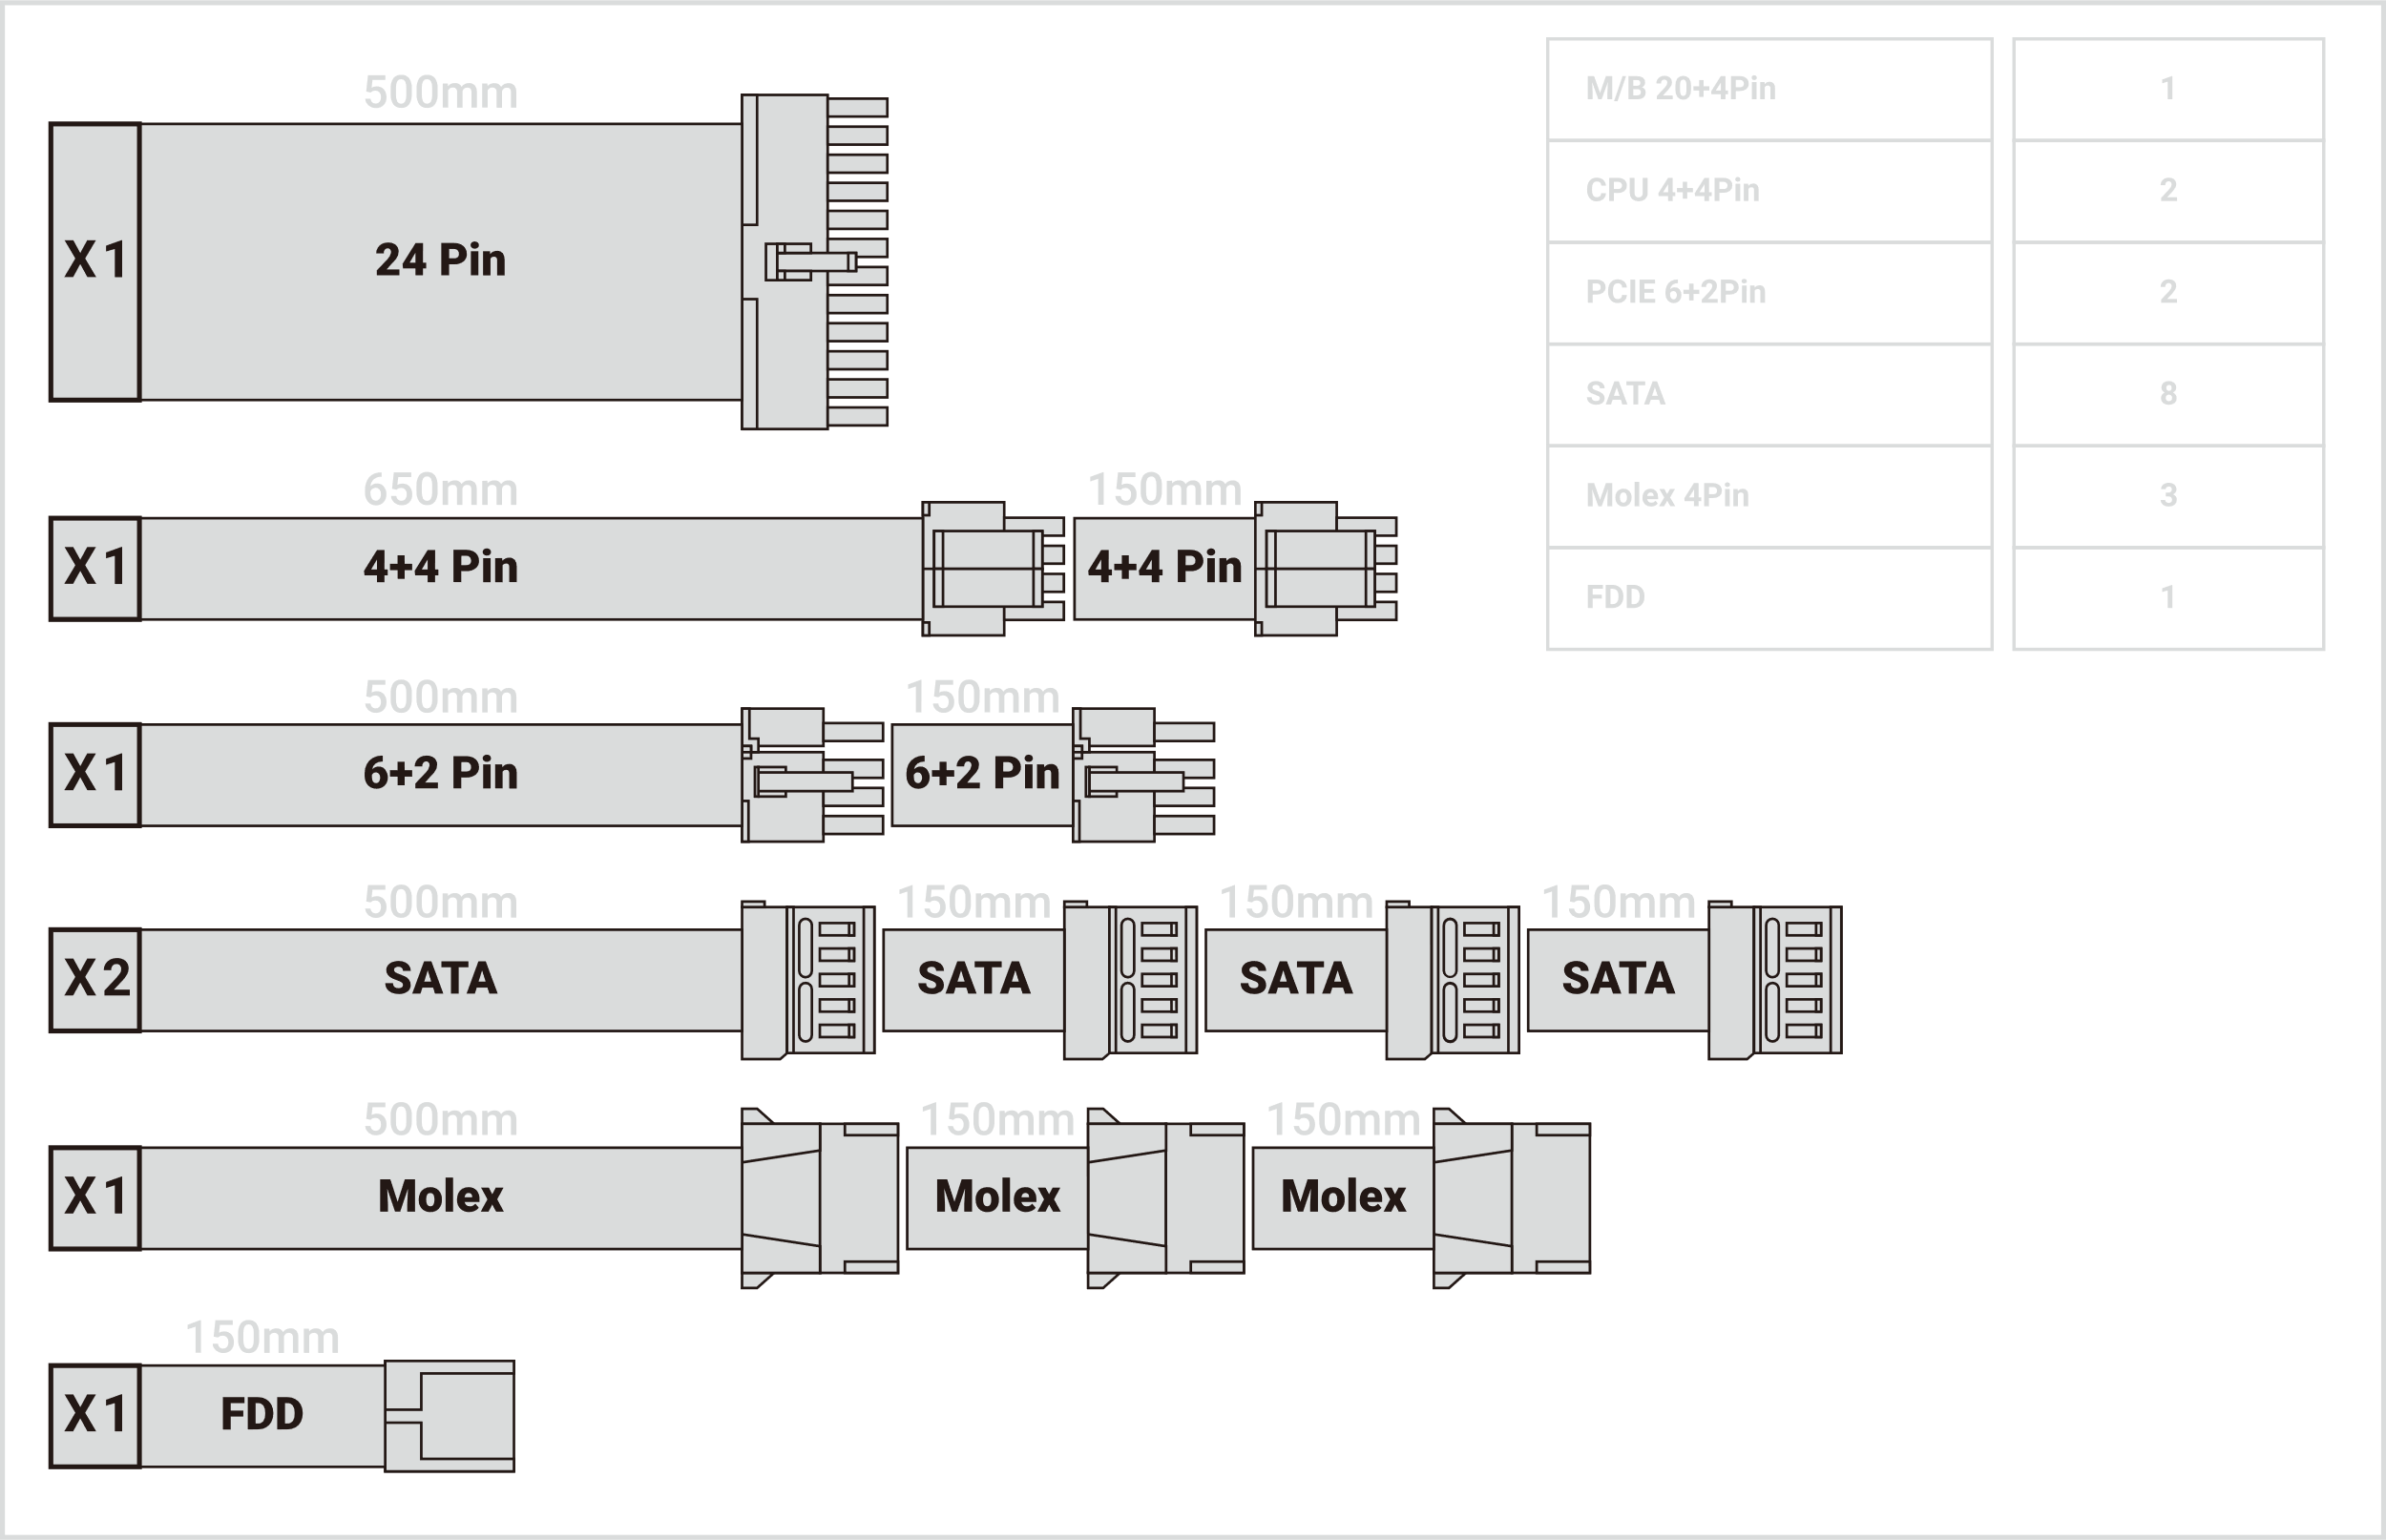 500mm
X1
24 Pin
650mm
150mm
X1
4+4 Pin
4+4 Pin
500mm
150mm
X1
6+2 Pin
6+2 Pin
500mm
150mm
150mm
150mm
X2
SATA
SATA
SATA
SATA
500mm
150mm
150mm
X1
Molex
Molex
Molex
150mm
X1
FDD
M/B 20+4Pin 1
CPU 4+4Pin 2
PCIE 6+2Pin 2
SATA 8
Molex 4Pin 3
FDD 1